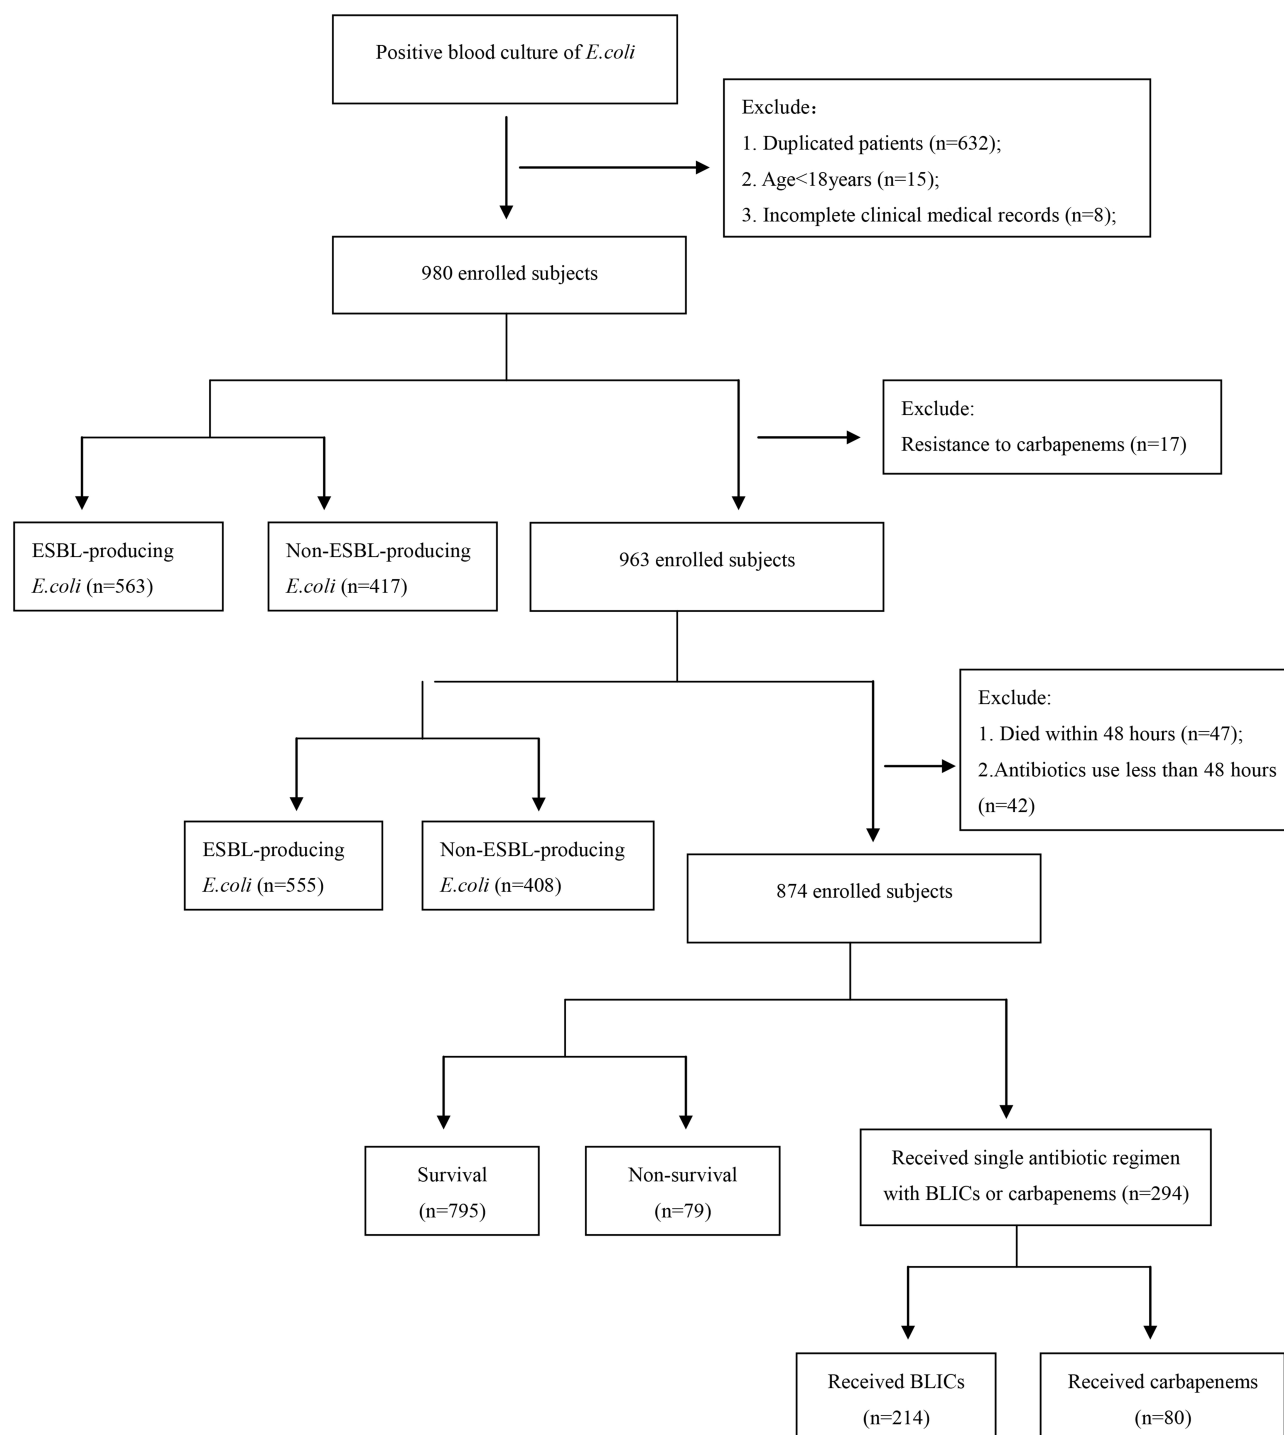 Positive blood culture of E.coli
Exclude：
1. Duplicated patients (n=632);
2. Age<18years (n=15);
3. Incomplete clinical medical records (n=8);
980 enrolled subjects
Exclude:
Resistance to carbapenems (n=17)
ESBL-producing
E.coli (n=563)
Non-ESBL-producing
E.coli (n=417)
963 enrolled subjects
Exclude:
1. Died within 48 hours (n=47);
2.Antibiotics use less than 48 hours
(n=42)
ESBL-producing
E.coli (n=555)
Non-ESBL-producing
E.coli (n=408)
874 enrolled subjects
Survival
(n=795)
Non-survival
(n=79)
Received single antibiotic regimen
with BLICs or carbapenems (n=294)
Received BLICs
(n=214)
Received carbapenems
(n=80)